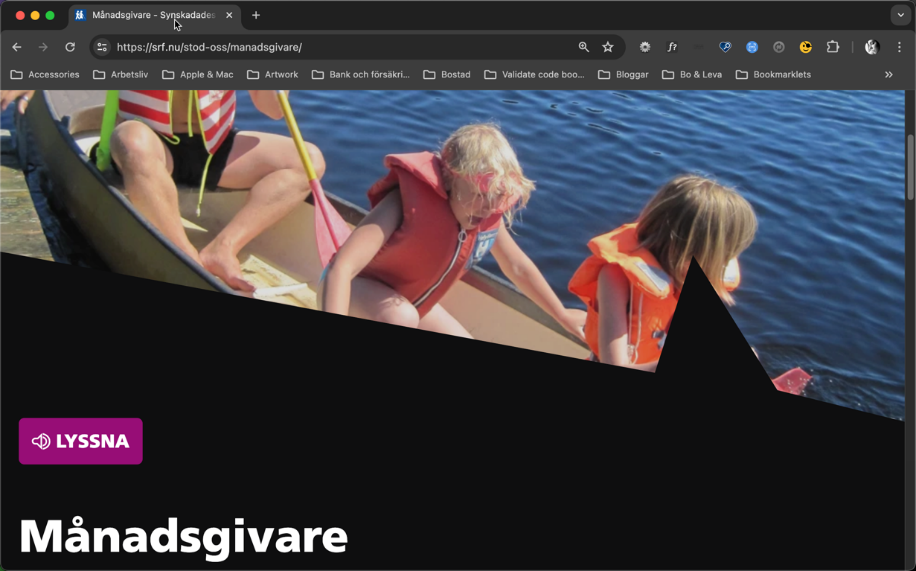 Månadsgivare - Synskadades
https://srf.nu/stod-oss/manadsgivare/
f?
Accessories
Arbetsliv
Apple & Mac
Artwork
Bank och försäkri...
Bostad
Validate code boo...
Bloggar
Bo & Leva
Bookmarklets
LYSSNA
Månadsgivare